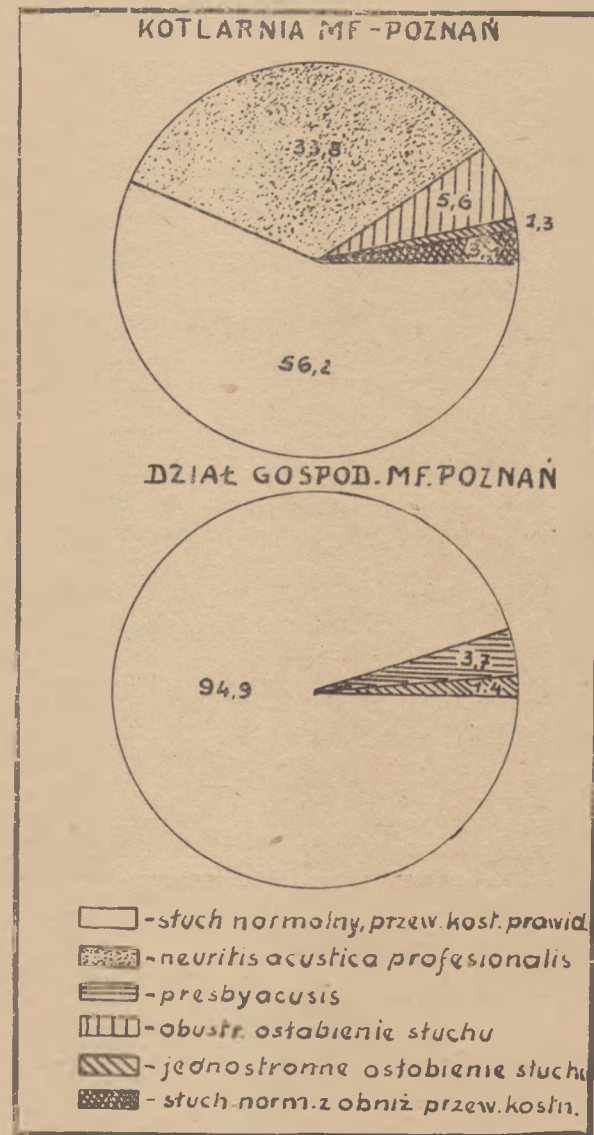 KOTLARNIA MF-POZNAŃ
33,8
5,6
1,3
56,2
DZIAŁ GOSPOD. MF. POZNAŃ
3,7
1.4
94,9
-słuch normalny, przew. kost. prawid
-neuritis acustica profesionalis
-presbyacusis
-obustr. osłabienie słuchu
-jednostronne osłabienie słuchu
-słuch norm. z obniż przew. kostn.